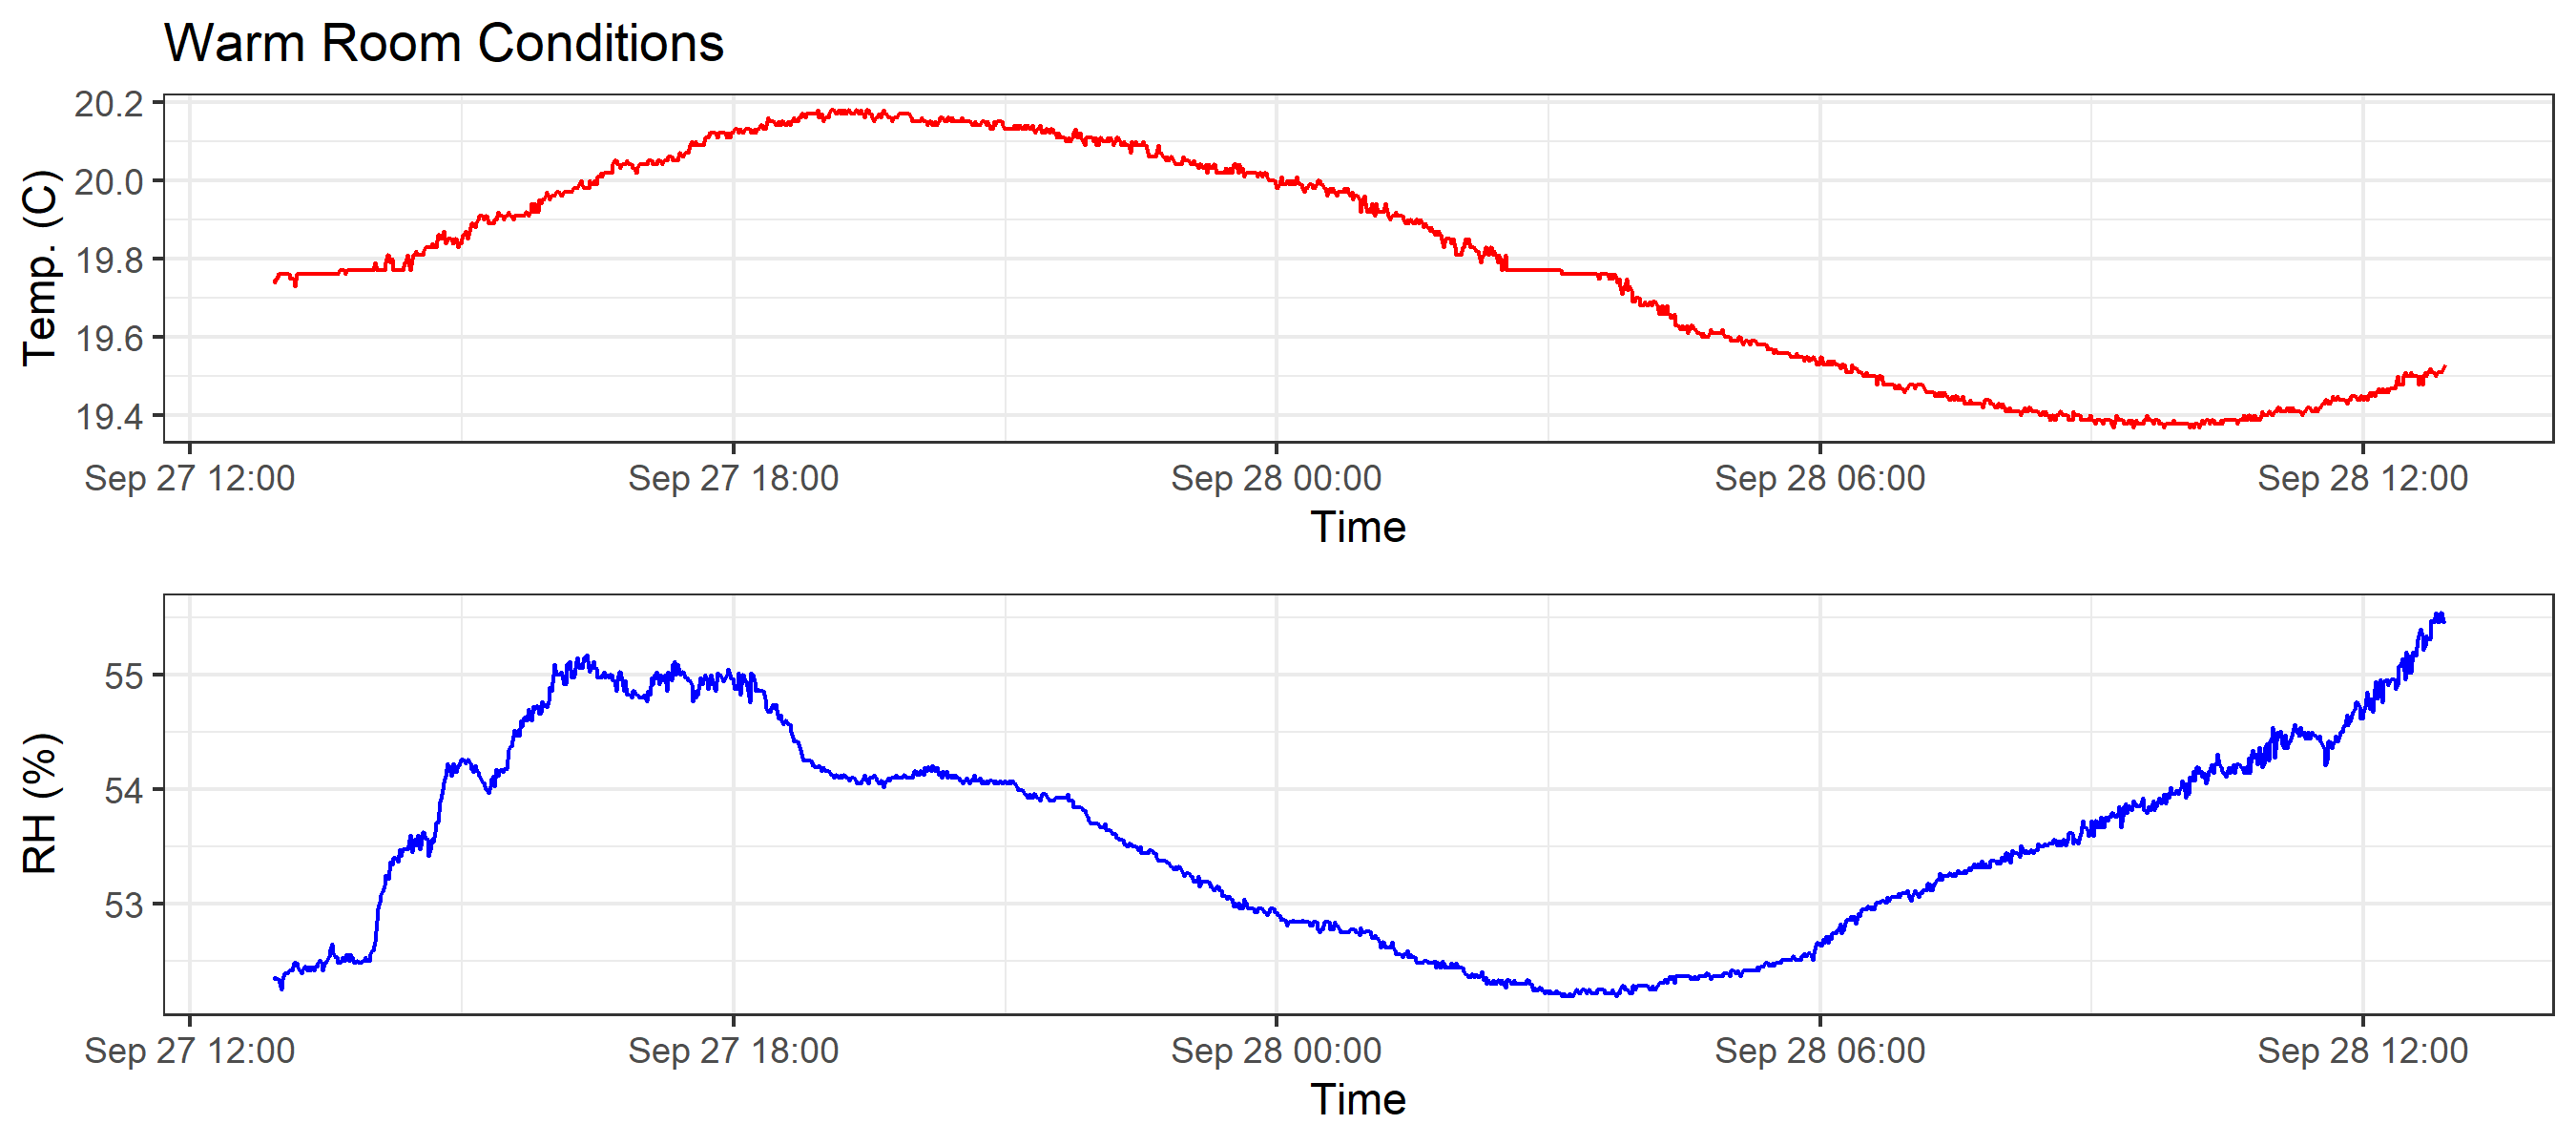 Warm Room Conditions
20.2
20.0
19.8
19.6
19.4
Temp. (C)
Sep 27 12:00 Sep 27 18:00 Sep 28 00:00 Sep 28 06:00 Sep 28 12:00
Time
55
54
53
RH (%)
Sep 27 12:00 Sep 27 18:00 Sep 28 00:00 Sep 28 06:00 Sep 28 12:00
Time